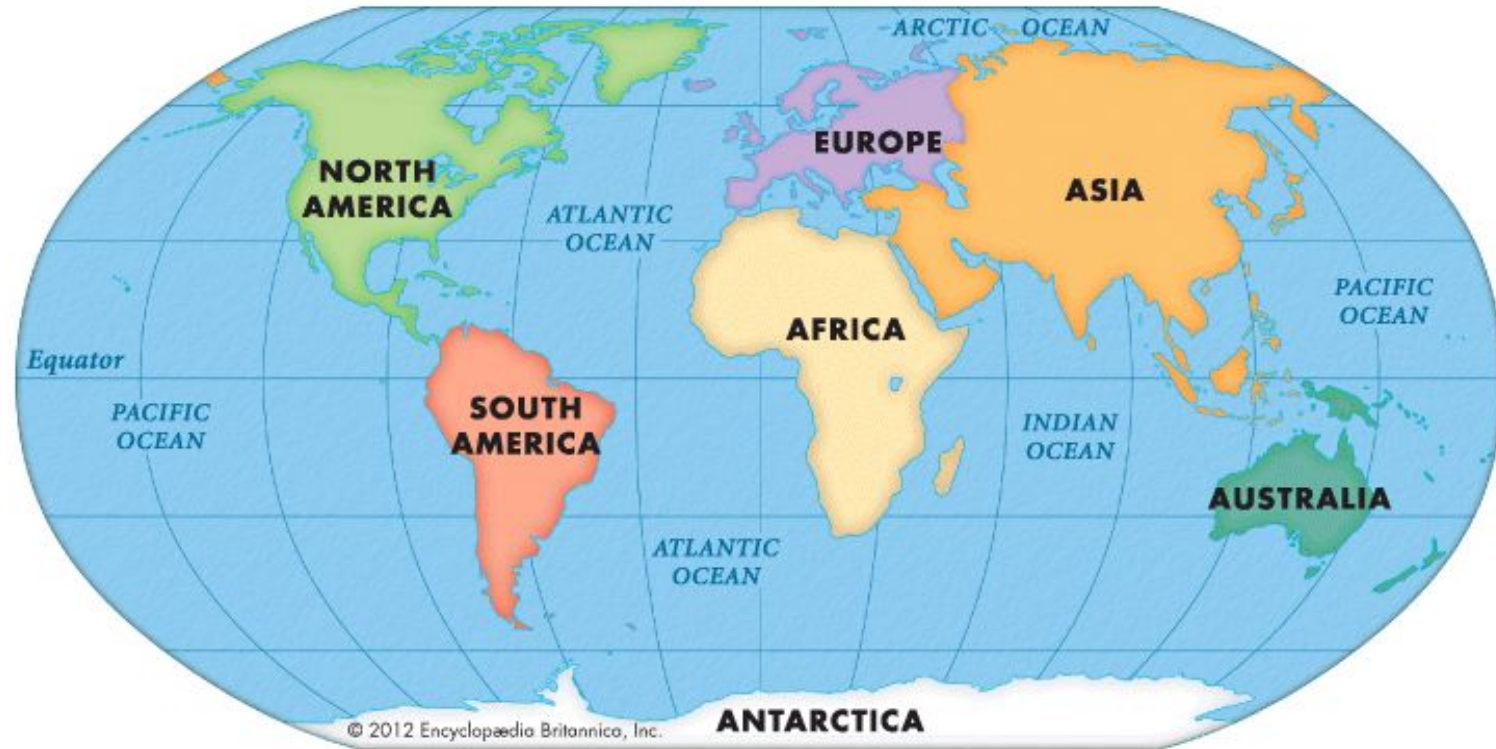 ARCTIC OCEAN
EUROPE
NORTH
AMERICA
ASIA
ATLANTIC
OCEAN
PACIFIC
OCEAN
AFRICA
Equator
PACIFIC
OCEAN
SOUTH
AMERICA
INDIAN
OCEAN
AUSTRALIA
ATLANTIC
OCEAN
ANTARCTICA
© 2012 Encyclopædia Britannica, Inc.